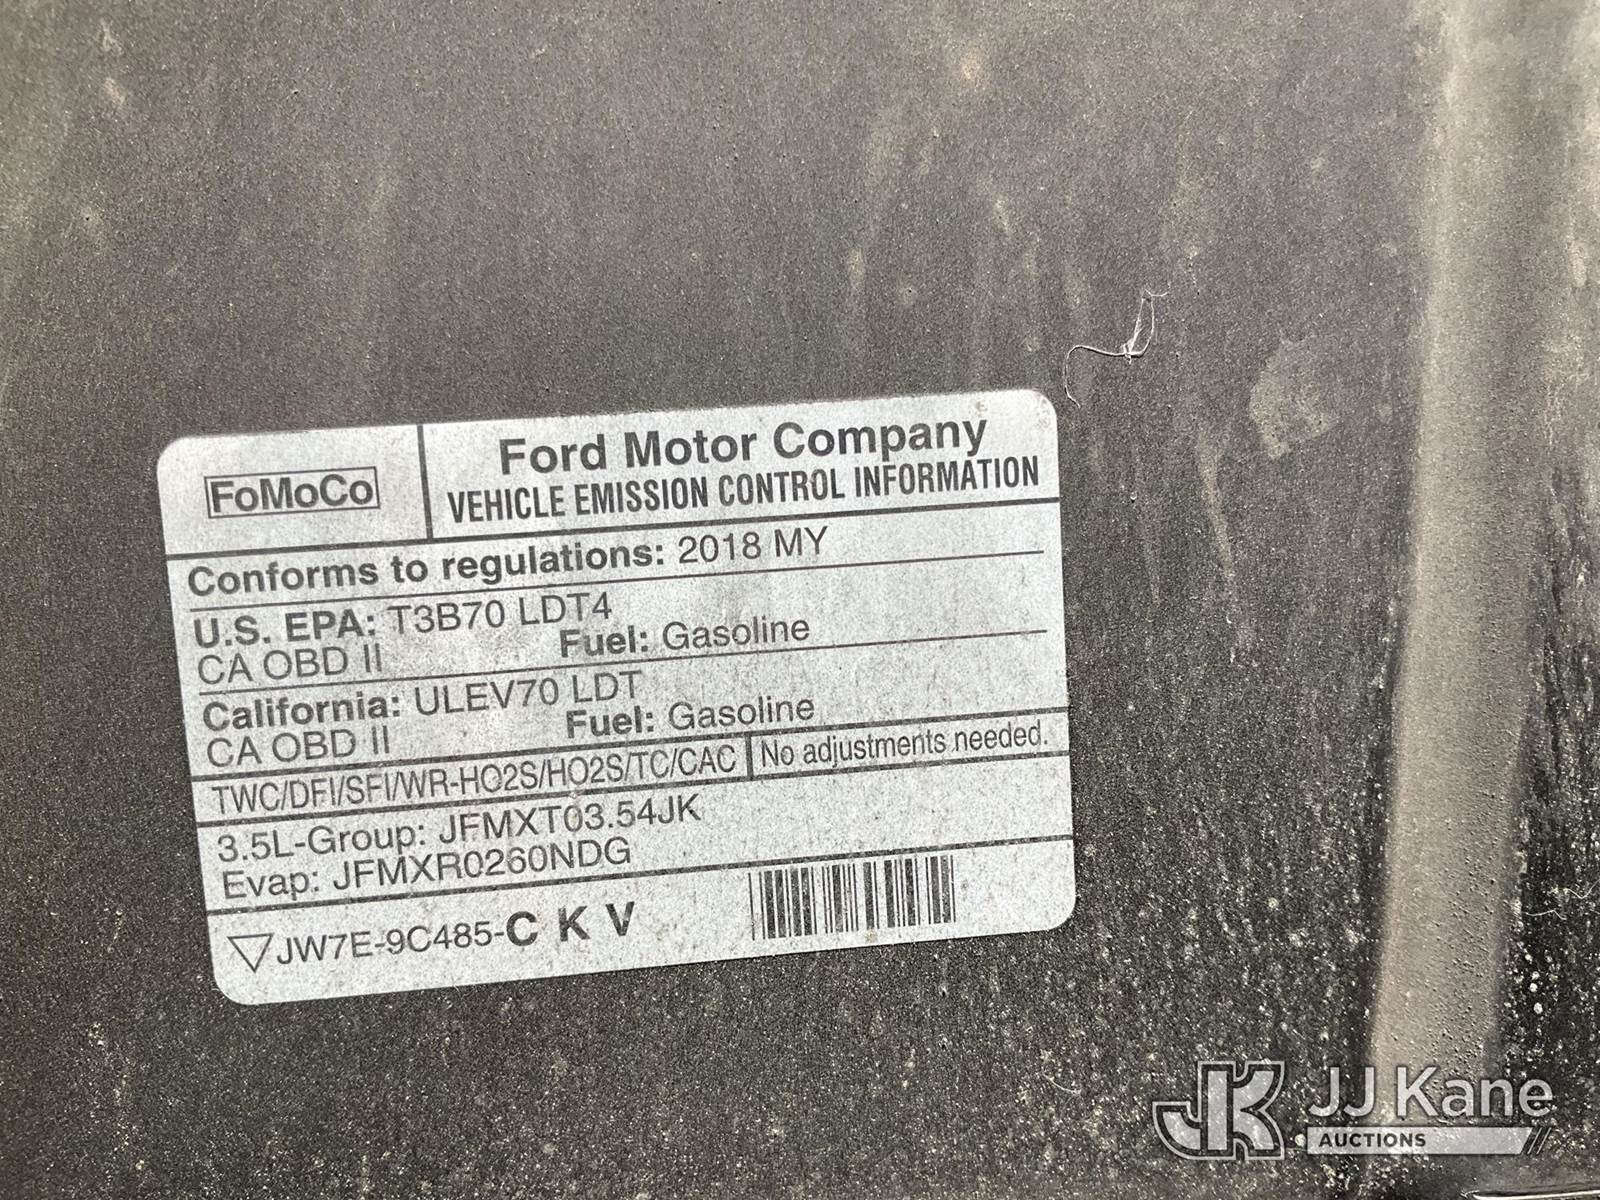 FoMoCo
Ford Motor Company
VEHICLE EMISSION CONTROL INFORMATION
Conforms to regulations: 2018 MY
U.S. EPA: T3B70 LDT4
CA OBD II Fuel: Gasoline
California: ULEV70 LDT
CA OBD II Fuel: Gasoline
TWC/DFI/SFI/WR-HO2S/HO2S/TC/CAC No adjustments needed.
3.5L-Group: JFMXT03.54JK
Evap: JFMXR0260NDG
JW7E-9C485-C K V
JK JJ Kane
AUCTIONS